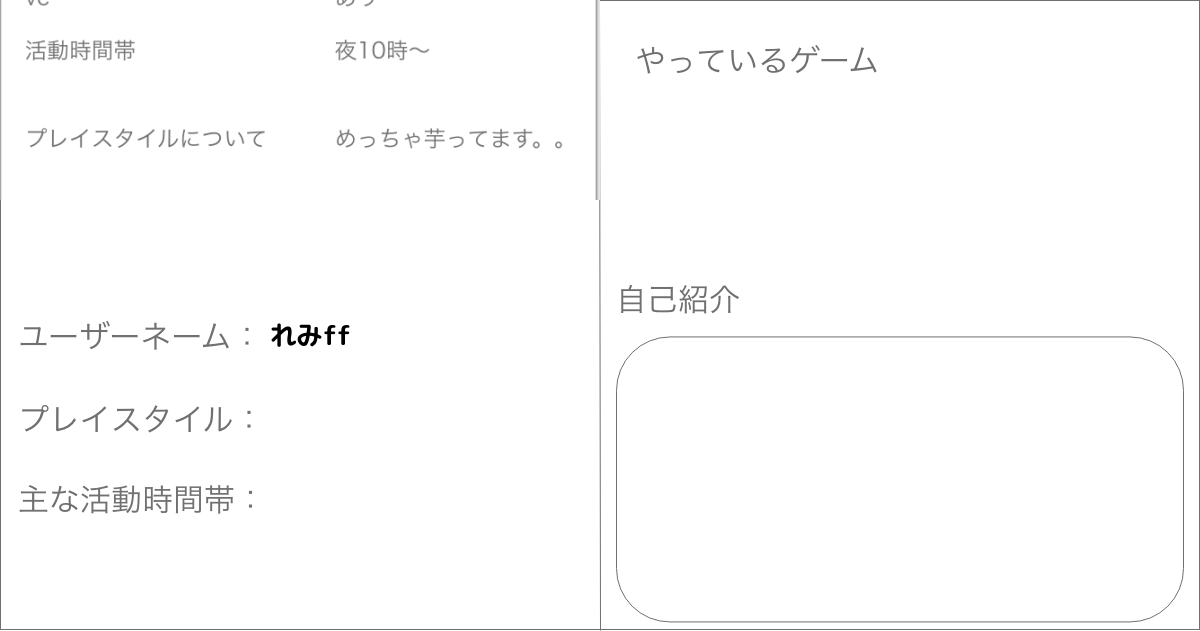 活動時間帯 夜10時〜
プレイスタイルについて めっちゃ芋ってます。。
ユーザーネーム： れみff
プレイスタイル：
主な活動時間帯：
やっているゲーム
自己紹介